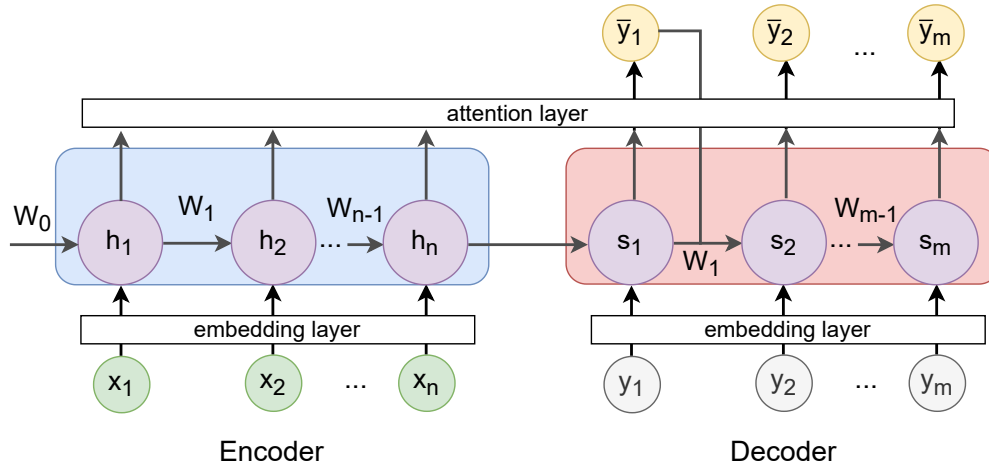 ȳ₁ ȳ₂ ... ȳₘ
attention layer
W₀ W₁ Wₙ₋₁ Wₘ₋₁
h₁ h₂ ... hₙ s₁ W₁ s₂ ... sₘ
embedding layer embedding layer
x₁ x₂ ... xₙ y₁ y₂ ... yₘ
Encoder Decoder